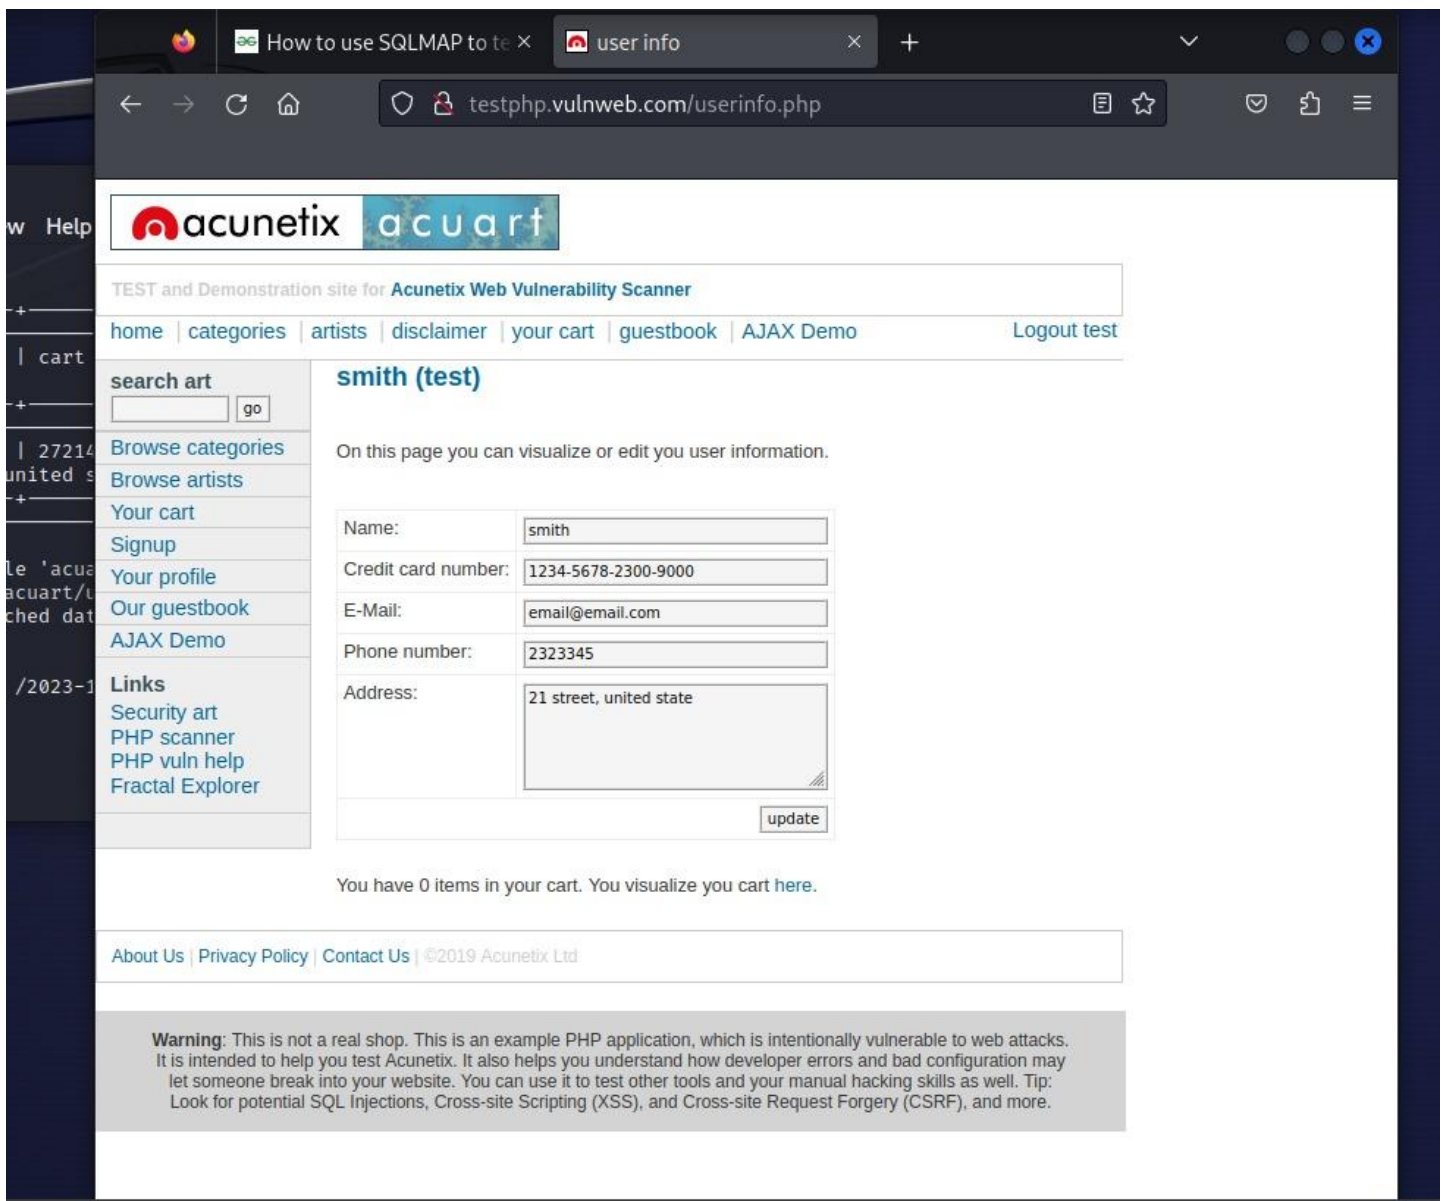 How to use SQLMAP to te
user info
testphp.vulnweb.com/userinfo.php
w Help
| cart
| 27214
united s
le 'acua
acuart/u
ched dat
/2023-1
acunetix acuart
TEST and Demonstration site for Acunetix Web Vulnerability Scanner
home | categories | artists | disclaimer | your cart | guestbook | AJAX Demo Logout test
search art
go
Browse categories
Browse artists
Your cart
Signup
Your profile
Our guestbook
AJAX Demo
Links
Security art
PHP scanner
PHP vuln help
Fractal Explorer
smith (test)
On this page you can visualize or edit you user information.
Name: smith
Credit card number: 1234-5678-2300-9000
E-Mail: email@email.com
Phone number: 2323345
Address: 21 street, united state
update
You have 0 items in your cart. You visualize you cart here.
About Us | Privacy Policy | Contact Us | ©2019 Acunetix Ltd
Warning: This is not a real shop. This is an example PHP application, which is intentionally vulnerable to web attacks.
It is intended to help you test Acunetix. It also helps you understand how developer errors and bad configuration may
let someone break into your website. You can use it to test other tools and your manual hacking skills as well. Tip:
Look for potential SQL Injections, Cross-site Scripting (XSS), and Cross-site Request Forgery (CSRF), and more.